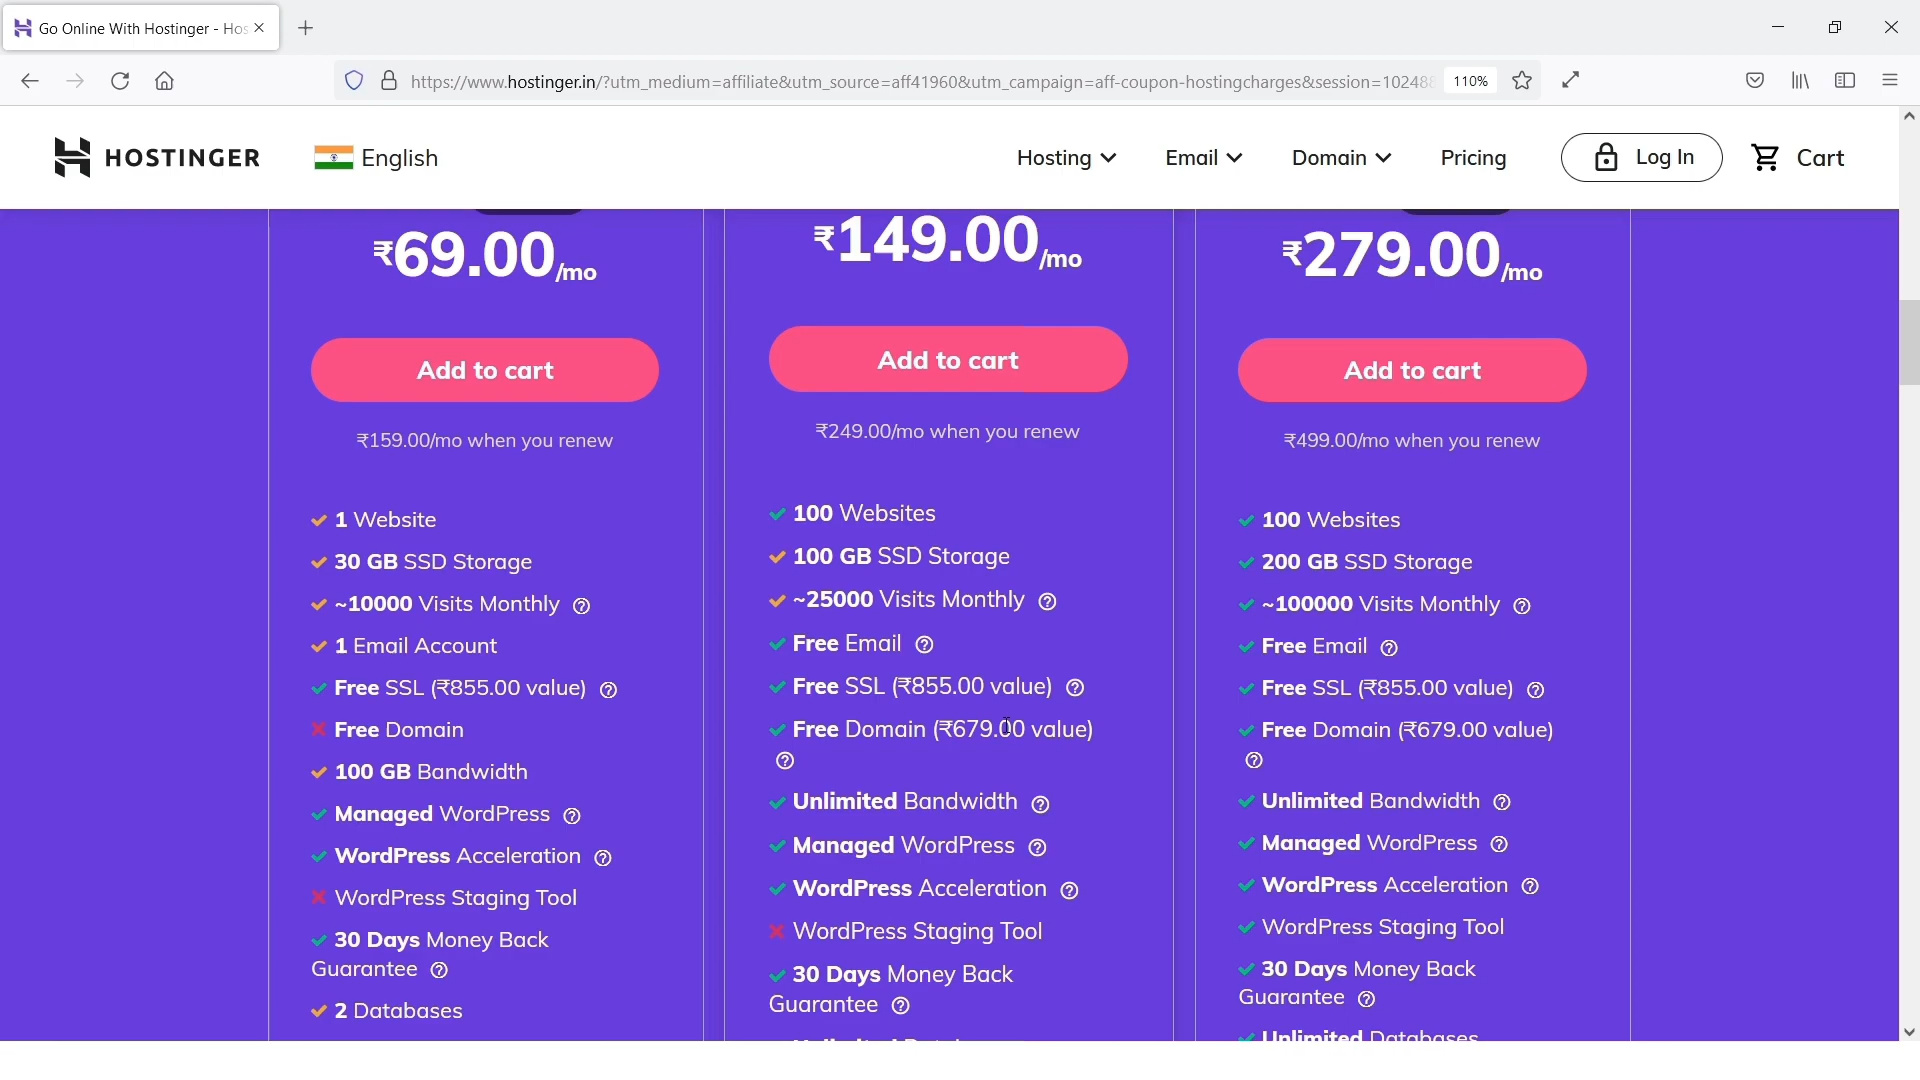 Go Online With Hostinger - Hos
https://www.hostinger.in/?utm_medium=affiliate&utm_source=aff41960&utm_campaign=aff-coupon-hostingcharges&session=10248
110%
HOSTINGER
English
Hosting
Email
Domain
Pricing
Log In
Cart
₹69.00/mo
Add to cart
₹159.00/mo when you renew
1 Website
30 GB SSD Storage
~10000 Visits Monthly
1 Email Account
Free SSL (₹855.00 value)
Free Domain
100 GB Bandwidth
Managed WordPress
WordPress Acceleration
WordPress Staging Tool
30 Days Money Back
Guarantee
2 Databases
₹149.00/mo
Add to cart
₹249.00/mo when you renew
100 Websites
100 GB SSD Storage
~25000 Visits Monthly
Free Email
Free SSL (₹855.00 value)
Free Domain (₹679.00 value)
Unlimited Bandwidth
Managed WordPress
WordPress Acceleration
WordPress Staging Tool
30 Days Money Back
Guarantee
₹279.00/mo
Add to cart
₹499.00/mo when you renew
100 Websites
200 GB SSD Storage
~100000 Visits Monthly
Free Email
Free SSL (₹855.00 value)
Free Domain (₹679.00 value)
Unlimited Bandwidth
Managed WordPress
WordPress Acceleration
WordPress Staging Tool
30 Days Money Back
Guarantee
Unlimited Databases